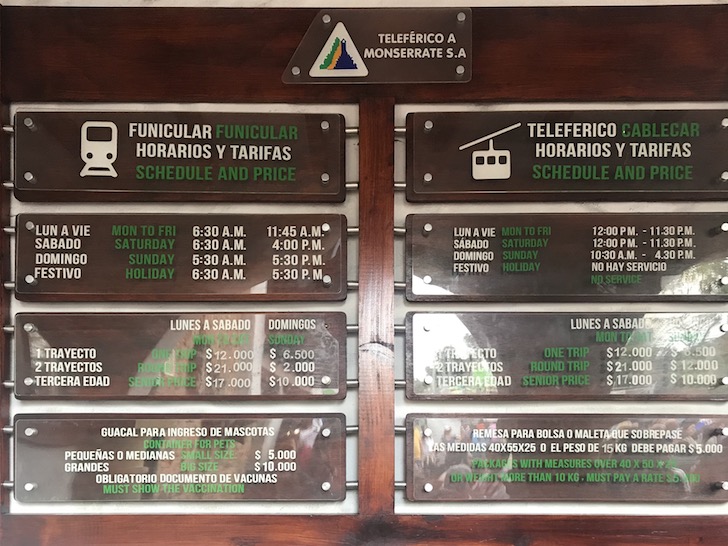 TELEFÉRICO A
MONSERRATE S.A
FUNICULAR FUNICULAR
HORARIOS Y TARIFAS
SCHEDULE AND PRICE
LUN A VIE MON TO FRI 6:30 A.M. 11:45 A.M.
SABADO SATURDAY 6:30 A.M. 4:00 P.M.
DOMINGO SUNDAY 5:30 A.M. 5:30 P.M.
FESTIVO HOLIDAY 6:30 A.M. 5:30 P.M.
LUNES A SABADO DOMINGOS
MON TO SUNDAY
1 TRAYECTO ONE TRIP $12.000 $6.500
2 TRAYECTOS ROUND TRIP $21.000 $2.000
TERCERA EDAD SENIOR PRICE $17.000 $10.000
GUACAL PARA INGRESO DE MASCOTAS
CONTAINER FOR PETS
PEQUEÑAS O MEDIANAS SMALL SIZE $ 5.000
GRANDES BIG SIZE $10.000
OBLIGATORIO DOCUMENTO DE VACUNAS
MUST SHOW THE VACCINATION
TELEFERICO CABLECAR
HORARIOS Y TARIFAS
SCHEDULE AND PRICE
LUN A VIE MON TO FRI 12:00 P.M. - 11.30 P.M.
SÁBADO SATURDAY 12:00 P.M. - 11.30 P.M.
DOMINGO SUNDAY 10:30 A.M. - 4.30 P.M.
FESTIVO HOLIDAY NO HAY SERVICIO
NO SERVICE
LUNES A SABADO
MON TO
ONE TRIP $12.000
2 TRAYECTOS ROUND TRIP $21.000 $12.000
TERCERA EDAD SENIOR PRICE $.17.000 $10.000
REMESA PARA BOLSA O MALETA QUE SOBREPASE
LAS MEDIDAS 40X55X25 O EL PESO DE 15 KG DEBE PAGAR $5.000
PACKAGES WITH MEASURES OVER 40 X 50 X
OR WEIGHT MORE THAN 10 KG, MUST PAY A RATE